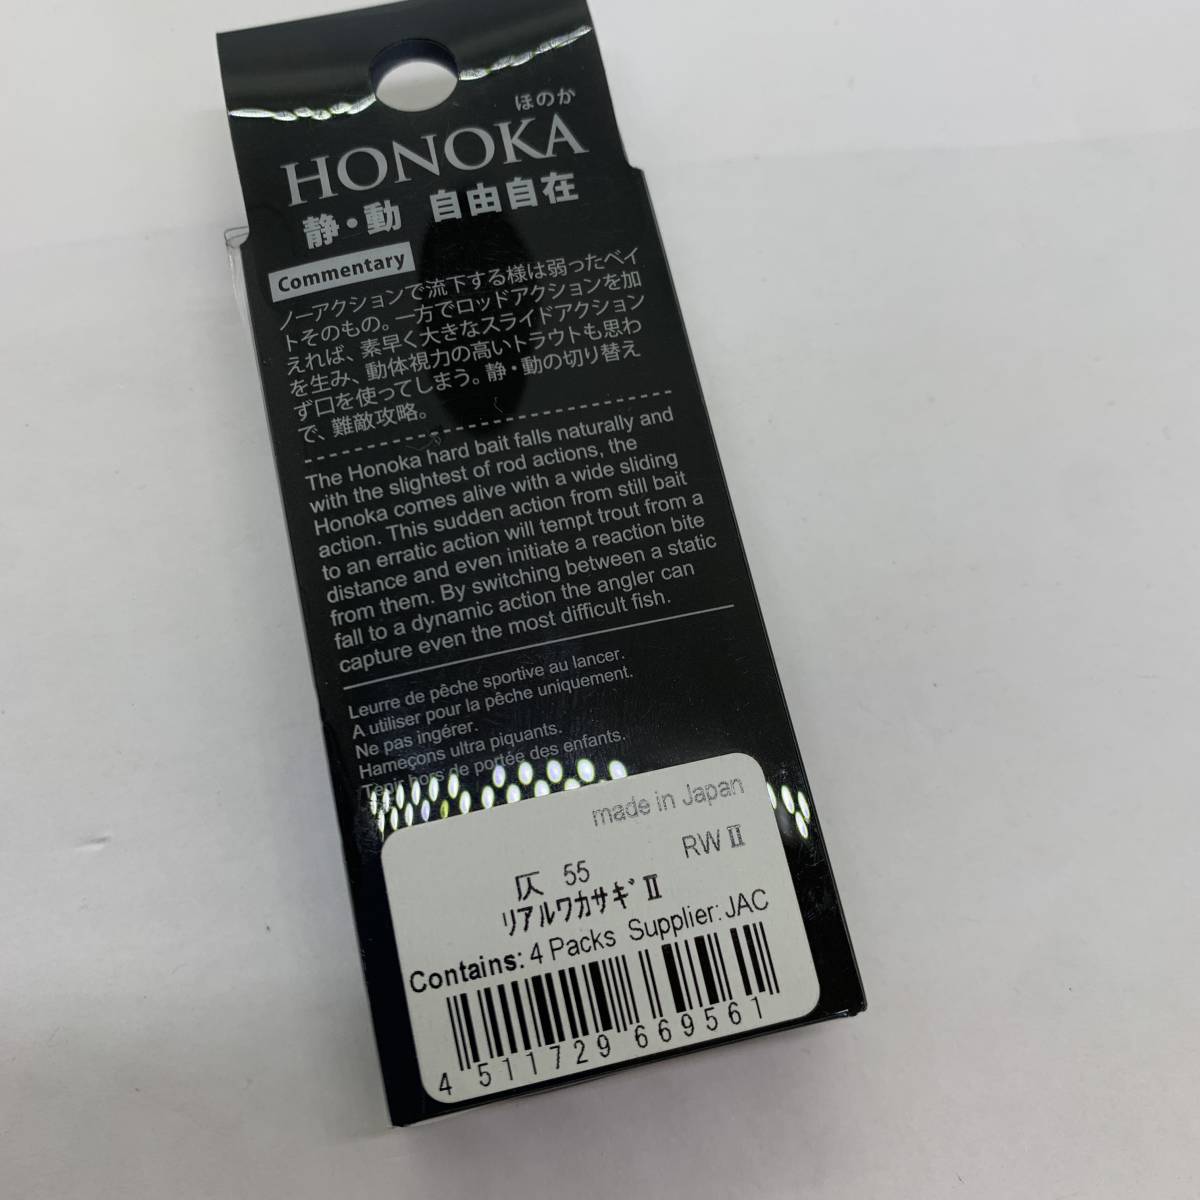 ほのか
HONOKA
静・動 自由自在
Commentary
ノーアクションで流下する様は弱ったベイ
トそのもの。一方でロッドアクションを加
えれば、素早く大きなスライドアクション
を生み、動体視力の高いトラウトも思わ
ず口を使ってしまう。静・動の切り替え
で、難敵攻略。
The Honoka hard bait falls naturally and
with the slightest of rod actions, the
Honoka comes alive with a wide sliding
action. This sudden action from still bait
to an erratic action will tempt trout from a
distance and even initiate a reaction bite
from them. By switching between a static
fall to a dynamic action the angler can
capture even the most difficult fish.
Leurre de pêche sportive au lancer.
A utiliser pour la pêche uniquement.
Ne pas ingérer.
Hameçons ultra piquants.
Tenir hors de portée des enfants.
made in Japan
RW Ⅱ
仄 55
リアルワカサギⅡ
Contains: 4 Packs Supplier: JAC
4 511729 669561